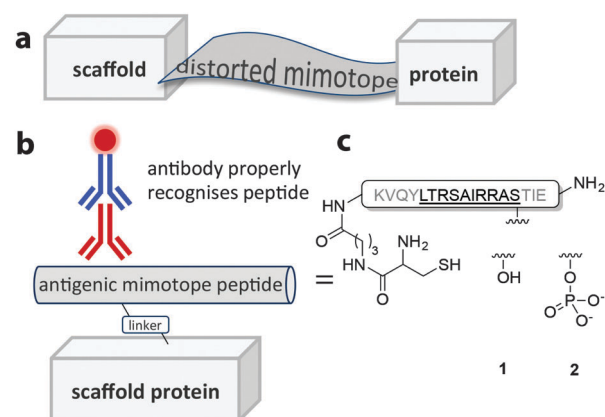 a
scaffold
distorted mimotope
protein
b
antibody properly
recognises peptide
antigenic mimotope peptide
linker
scaffold protein
=
c
KVQYLTRSAIRRASTIE
NH2
HN
O
( )3
NH2
HN
SH
O
OH
O
O=P-O-
O-
1
2